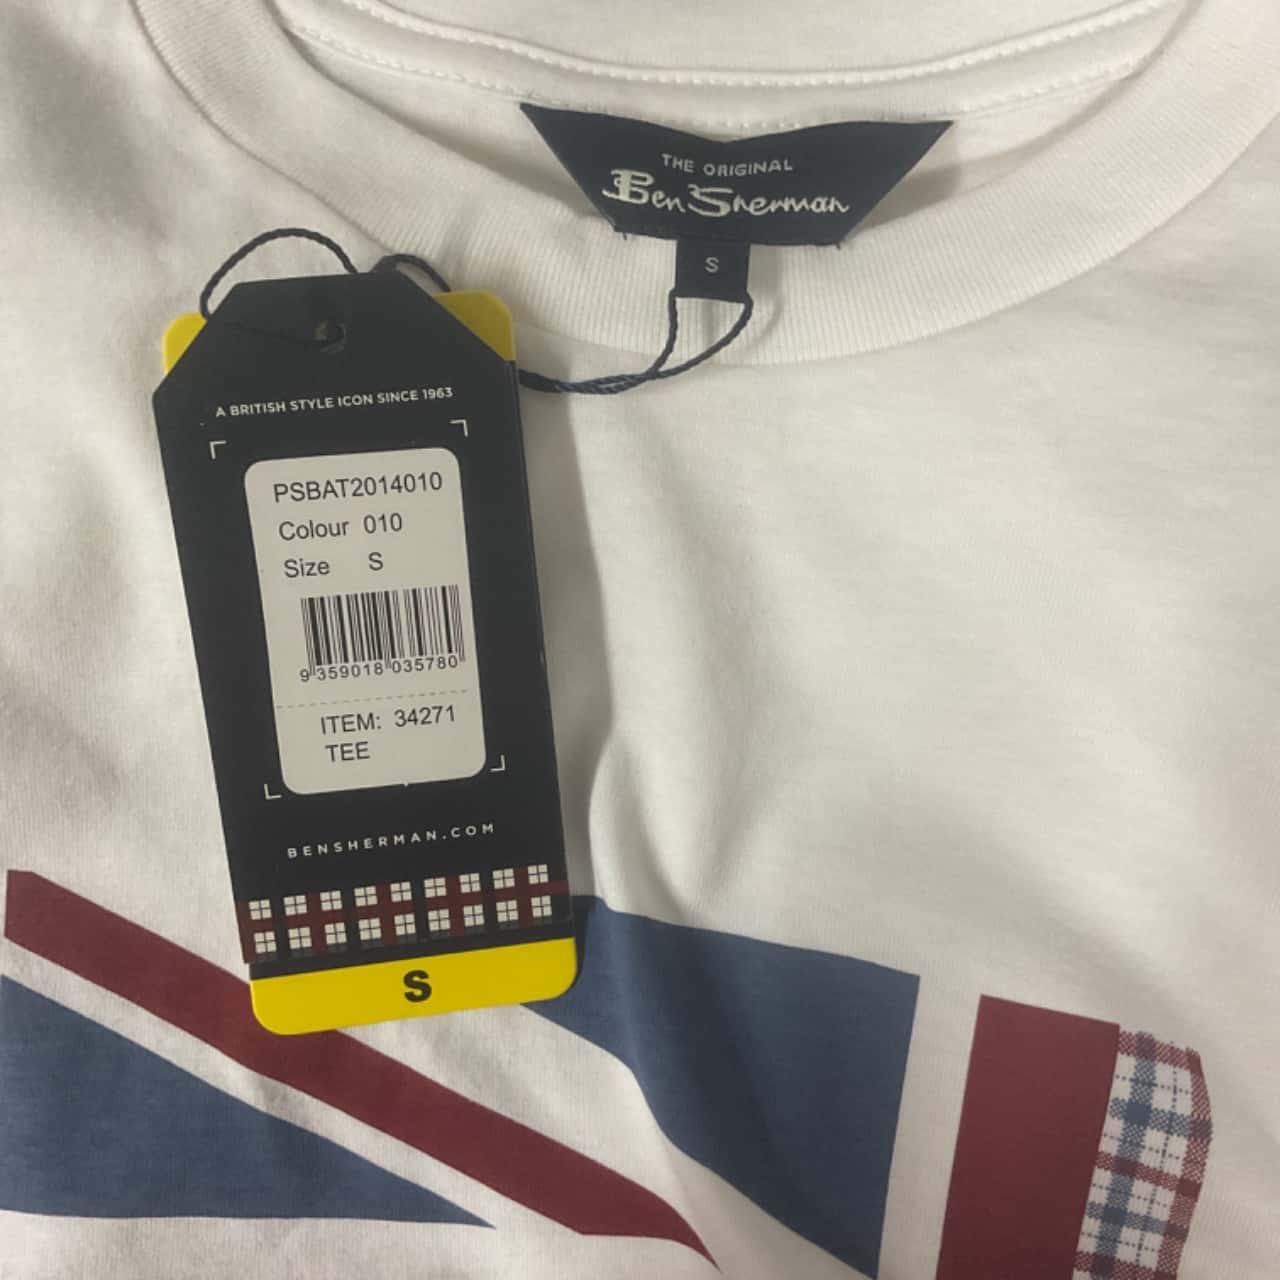 THE ORIGINAL
Ben Sherman
S
A BRITISH STYLE ICON SINCE 1963
PSBAT2014010
Colour 010
Size S
9 359018 035780
ITEM: 34271
TEE
BENSHERMAN.COM
S